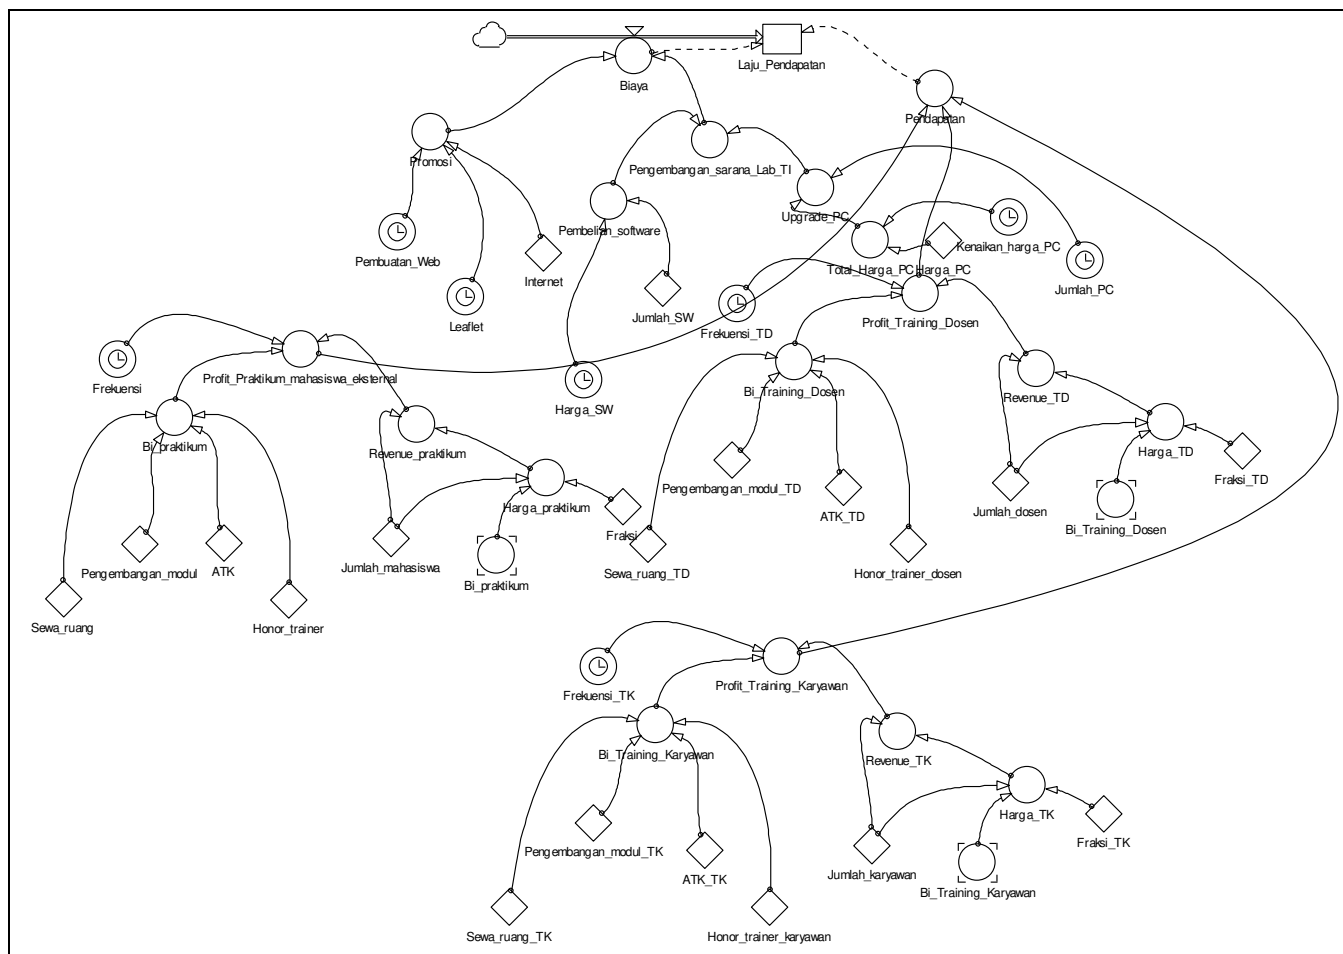 Laju_Pendapatan
Biaya
Pendapatan
Promosi
Pengembangan_sarana_Lab_TI
Upgrade_PC
Pembelian_software
Kenaikan_harga_PC
Pembuatan_Web
Internet
Total_Harga_PC
Harga_PC
Jumlah_PC
Leaflet
Jumlah_SW
Frekuensi_TD
Profit_Training_Dosen
Frekuensi
Profit_Praktikum_mahasiswa_eksternal
Harga_SW
Bi_Training_Dosen
Revenue_TD
Bi_praktikum
Revenue_praktikum
Harga_TD
Pengembangan_modul_TD
Fraksi_TD
Jumlah_dosen
Harga_praktikum
ATK_TD
Bi_Training_Dosen
Fraksi
Pengembangan_modul
ATK
Jumlah_mahasiswa
Bi_praktikum
Sewa_ruang_TD
Honor_trainer_dosen
Sewa_ruang
Honor_trainer
Frekuensi_TK
Profit_Training_Karyawan
Bi_Training_Karyawan
Revenue_TK
Harga_TK
Fraksi_TK
Pengembangan_modul_TK
ATK_TK
Jumlah_karyawan
Bi_Training_Karyawan
Sewa_ruang_TK
Honor_trainer_karyawan